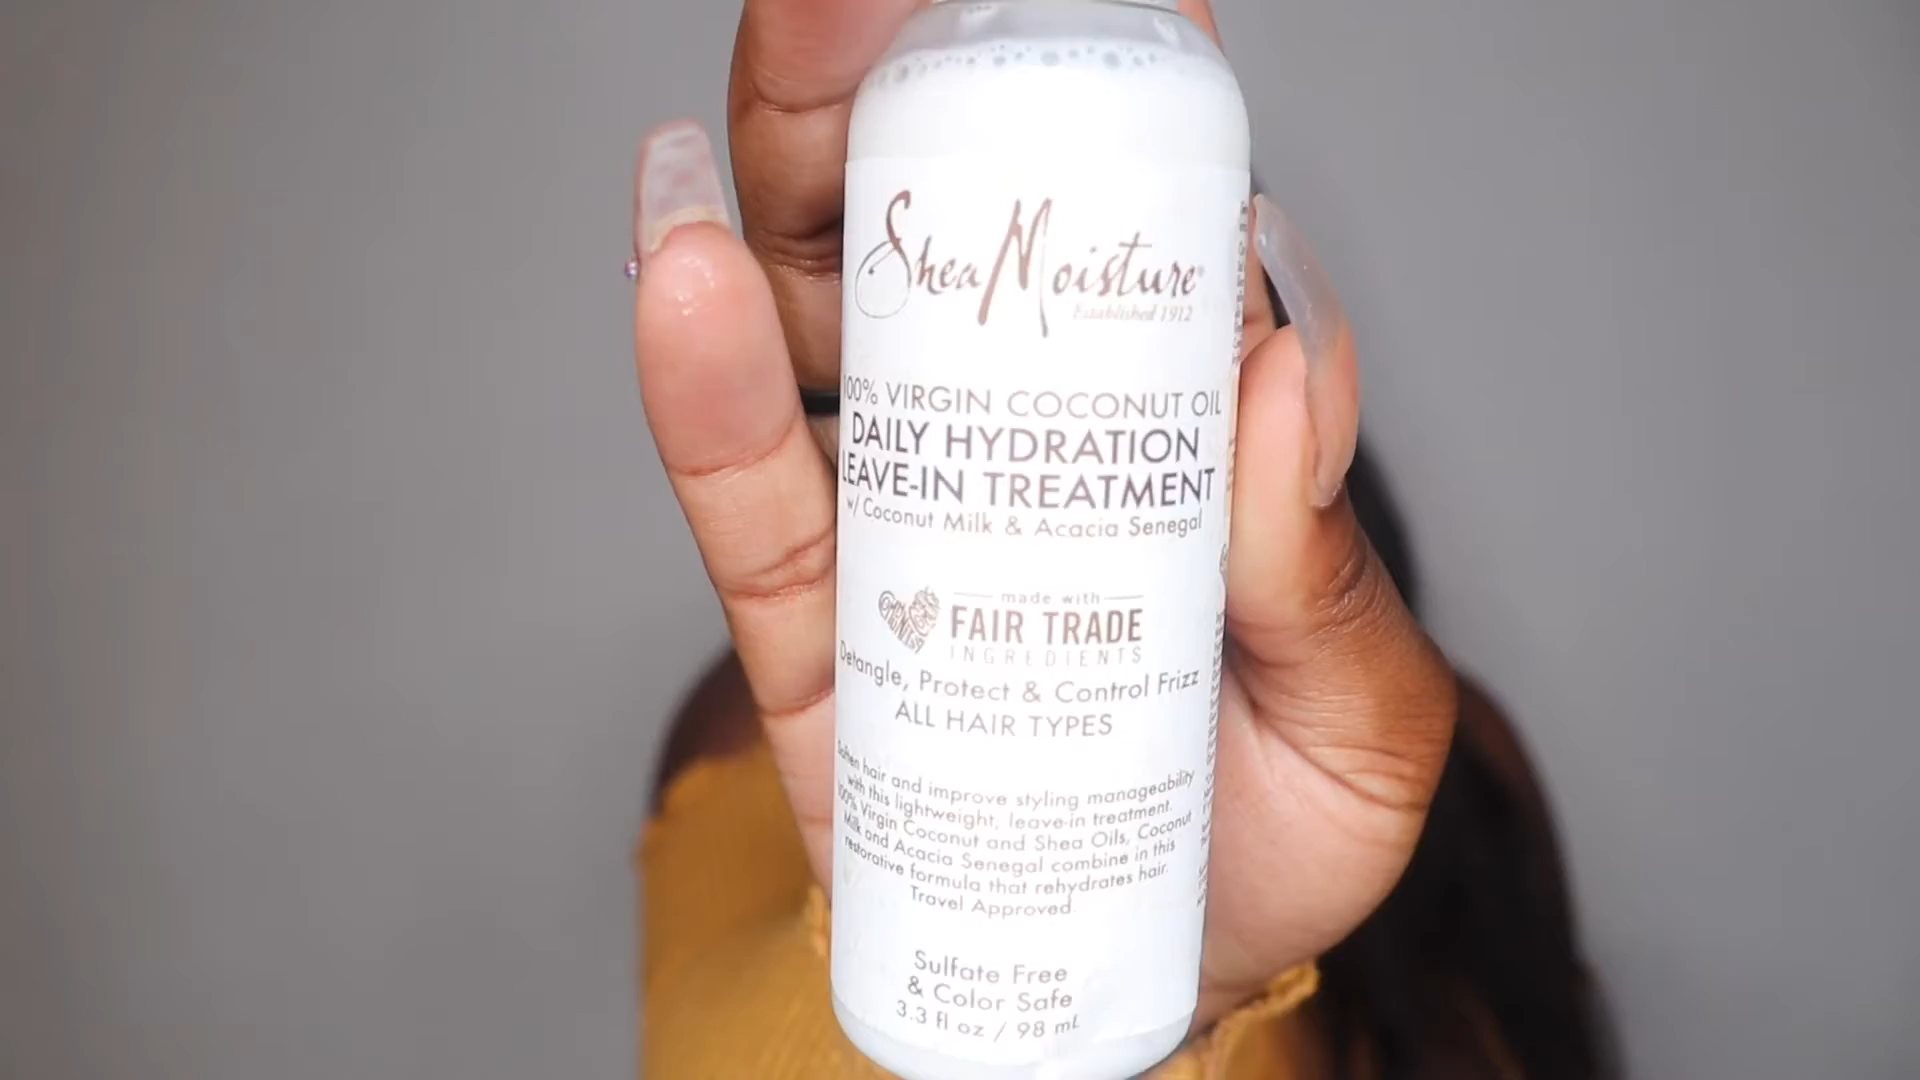 SheaMoisture®
Established 1912
100% VIRGIN COCONUT OIL
DAILY HYDRATION
LEAVE-IN TREATMENT
w/ Coconut Milk & Acacia Senegal
made with
FAIR TRADE
INGREDIENTS
Detangle, Protect & Control Frizz
ALL HAIR TYPES
Soften hair and improve styling manageability
with this lightweight, leave-in treatment.
100% Virgin Coconut and Shea Oils, Coconut
Milk and Acacia Senegal combine in this
restorative formula that rehydrates hair.
Travel Approved.
Sulfate Free
& Color Safe
3.3 fl oz / 98 mL